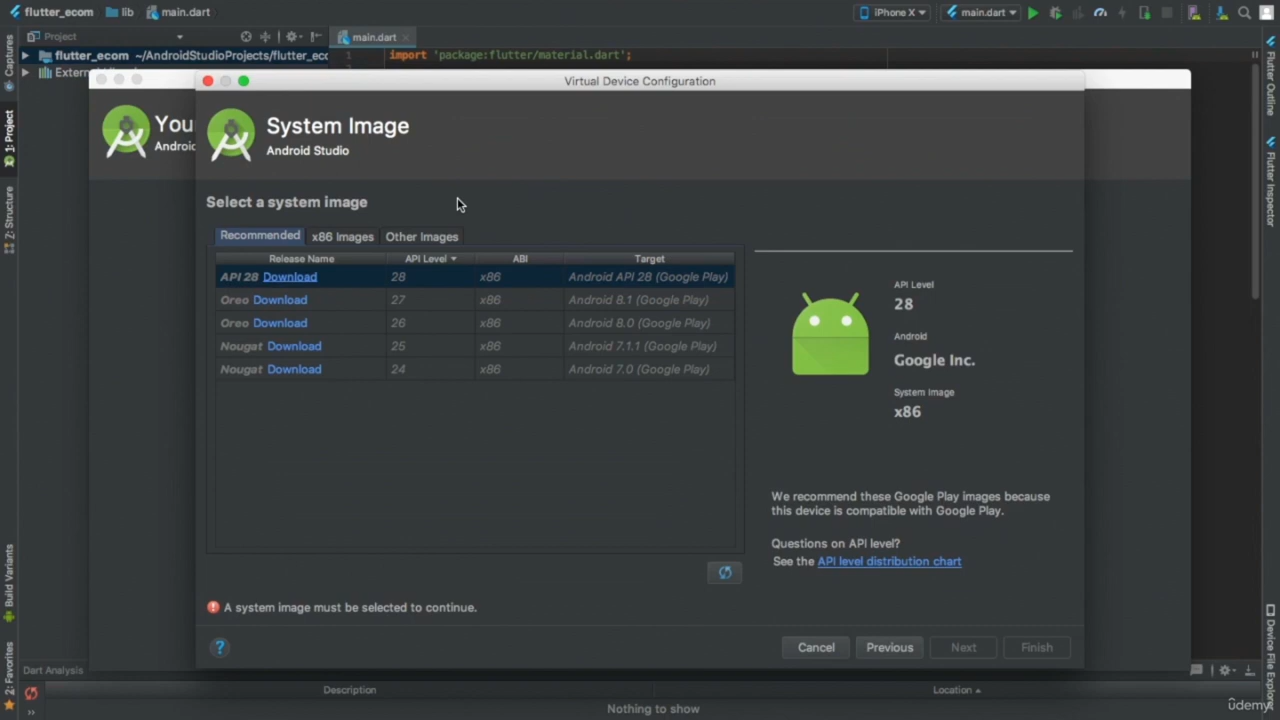 flutter_ecom
lib
main.dart
iPhone X
main.dart
Project
main.dart
Captures
1: Project
Z: Structure
Build Variants
2: Favorites
flutter_ecom ~/AndroidStudioProjects/flutter_ec
1
import 'package:flutter/material.dart';
Extern
You
Android
Virtual Device Configuration
System Image
Android Studio
Select a system image
Recommended
x86 Images
Other Images
Release Name API Level ABI Target
API 28 Download 28 x86 Android API 28 (Google Play)
Oreo Download 27 x86 Android 8.1 (Google Play)
Oreo Download 26 x86 Android 8.0 (Google Play)
Nougat Download 25 x86 Android 7.1.1 (Google Play)
Nougat Download 24 x86 Android 7.0 (Google Play)
API Level
28
Android
Google Inc.
System Image
x86
We recommend these Google Play images because
this device is compatible with Google Play.
Questions on API level?
See the API level distribution chart
A system image must be selected to continue.
?
Cancel
Previous
Next
Finish
Flutter Outline
Flutter Inspector
Device File Explorer
Dart Analysis
Description
Location
Nothing to show
udemy